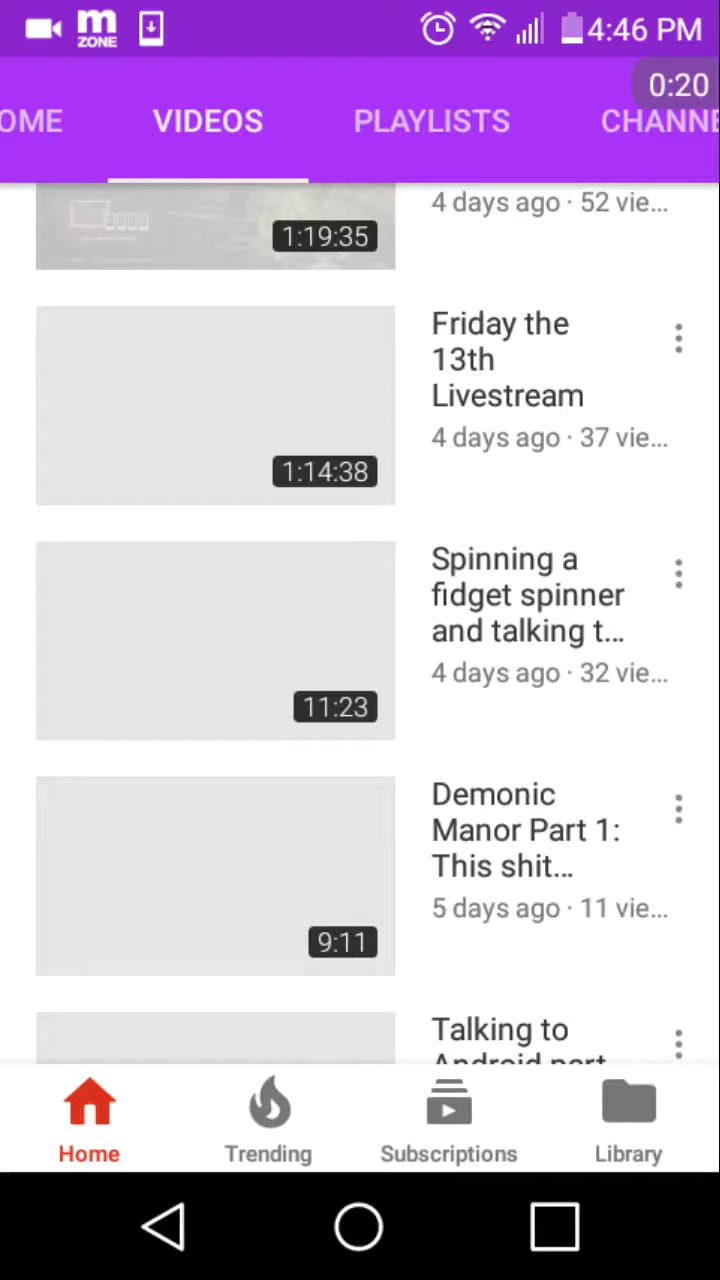 m
ZONE
4:46 PM
0:20
OME
VIDEOS
PLAYLISTS
CHANNE
1:19:35
4 days ago · 52 vie...
Friday the
13th
Livestream
4 days ago · 37 vie...
1:14:38
Spinning a
fidget spinner
and talking t...
4 days ago · 32 vie...
11:23
Demonic
Manor Part 1:
This shit...
5 days ago · 11 vie...
9:11
Talking to
Android part
Home
Trending
Subscriptions
Library